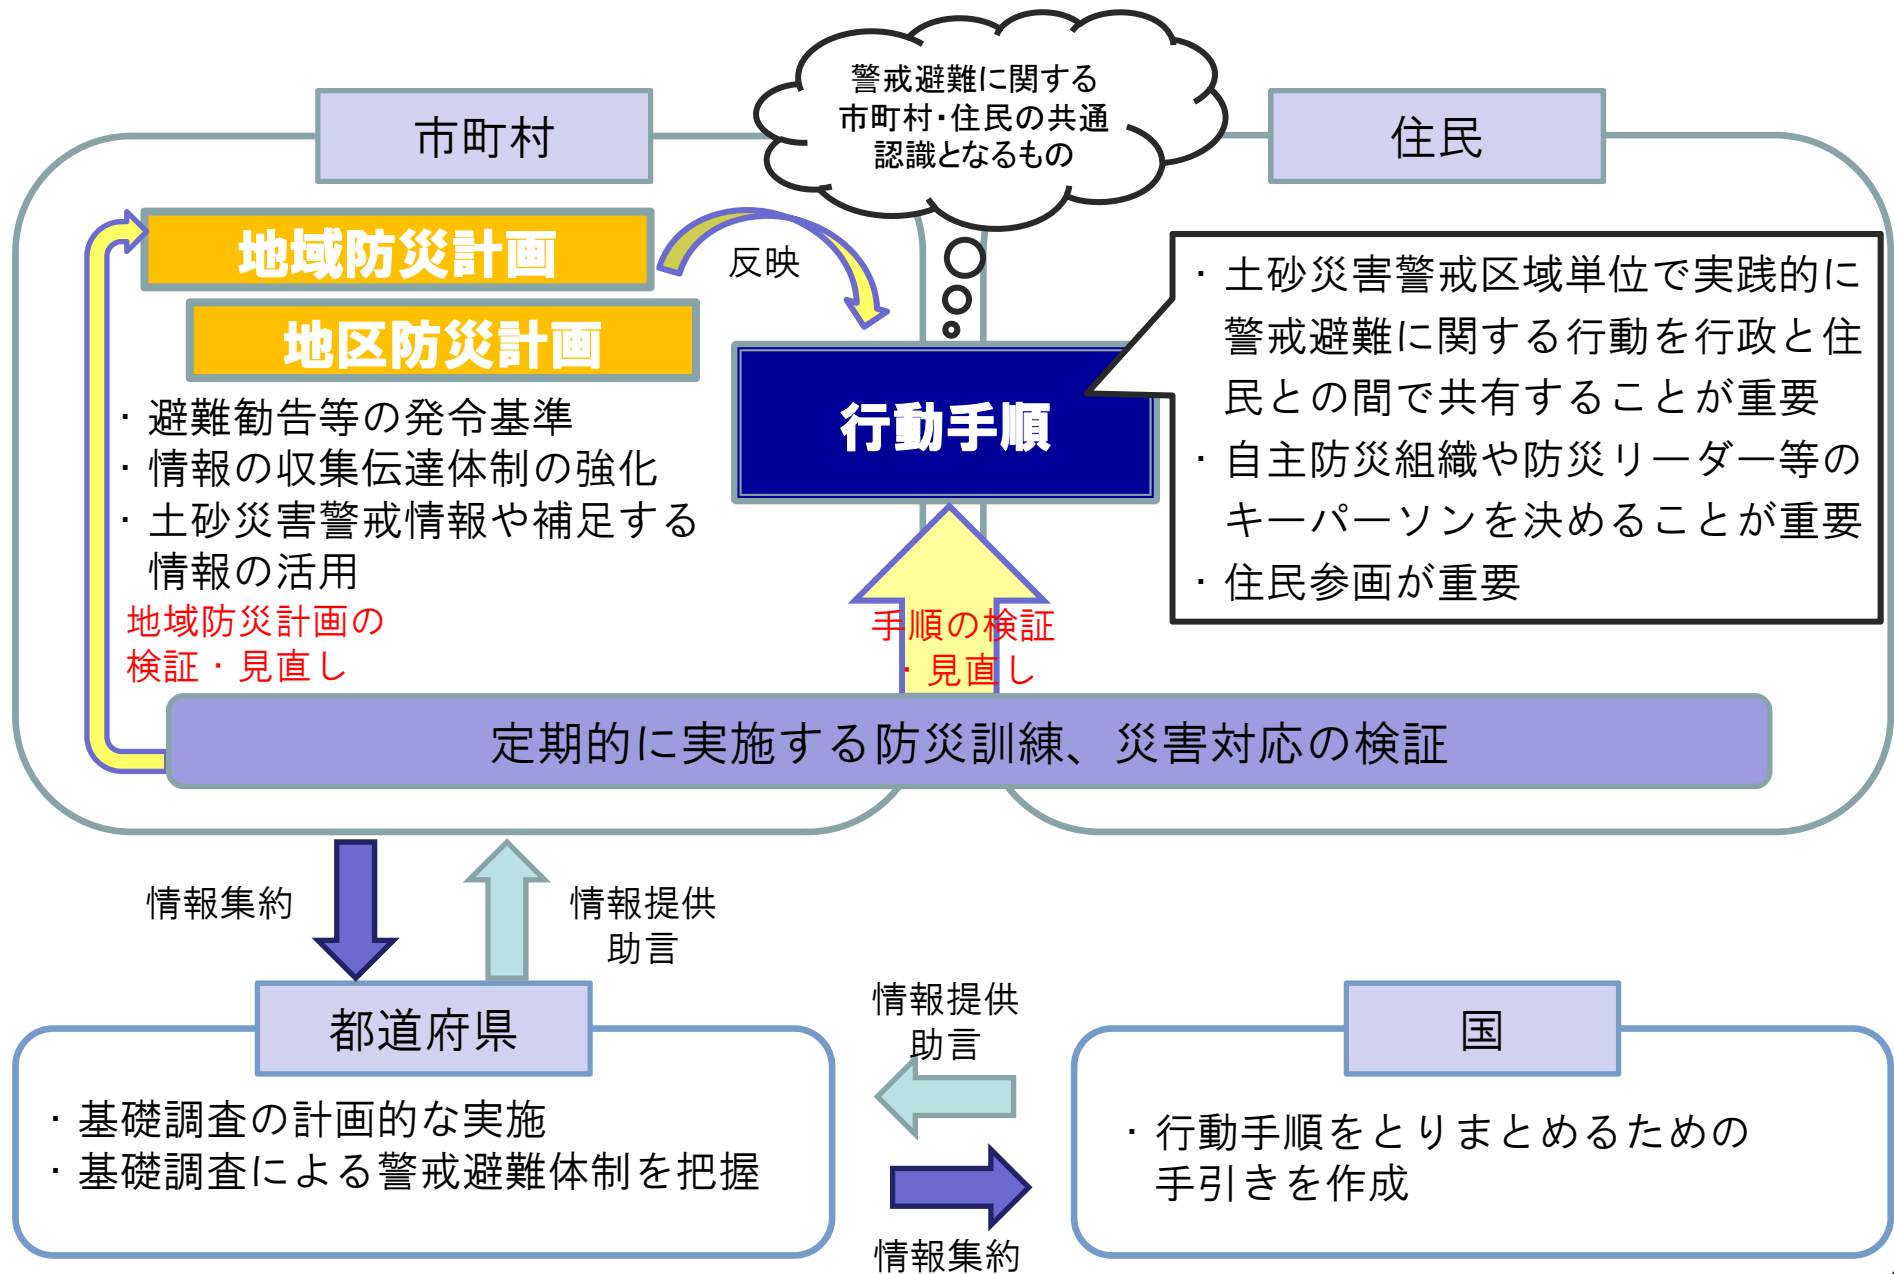 警戒避難に関する
市町村・住民の共通
認識となるもの
市町村
住民
地域防災計画
反映
地区防災計画
・避難勧告等の発令基準
・情報の収集伝達体制の強化
・土砂災害警戒情報や補足する
情報の活用
地域防災計画の
検証・見直し
行動手順
・土砂災害警戒区域単位で実践的に
警戒避難に関する行動を行政と住
民との間で共有することが重要
・自主防災組織や防災リーダー等の
キーパーソンを決めることが重要
・住民参画が重要
手順の検証
・見直し
定期的に実施する防災訓練、災害対応の検証
情報集約
情報提供
助言
都道府県
・基礎調査の計画的な実施
・基礎調査による警戒避難体制を把握
情報提供
助言
情報集約
国
・行動手順をとりまとめるための
手引きを作成